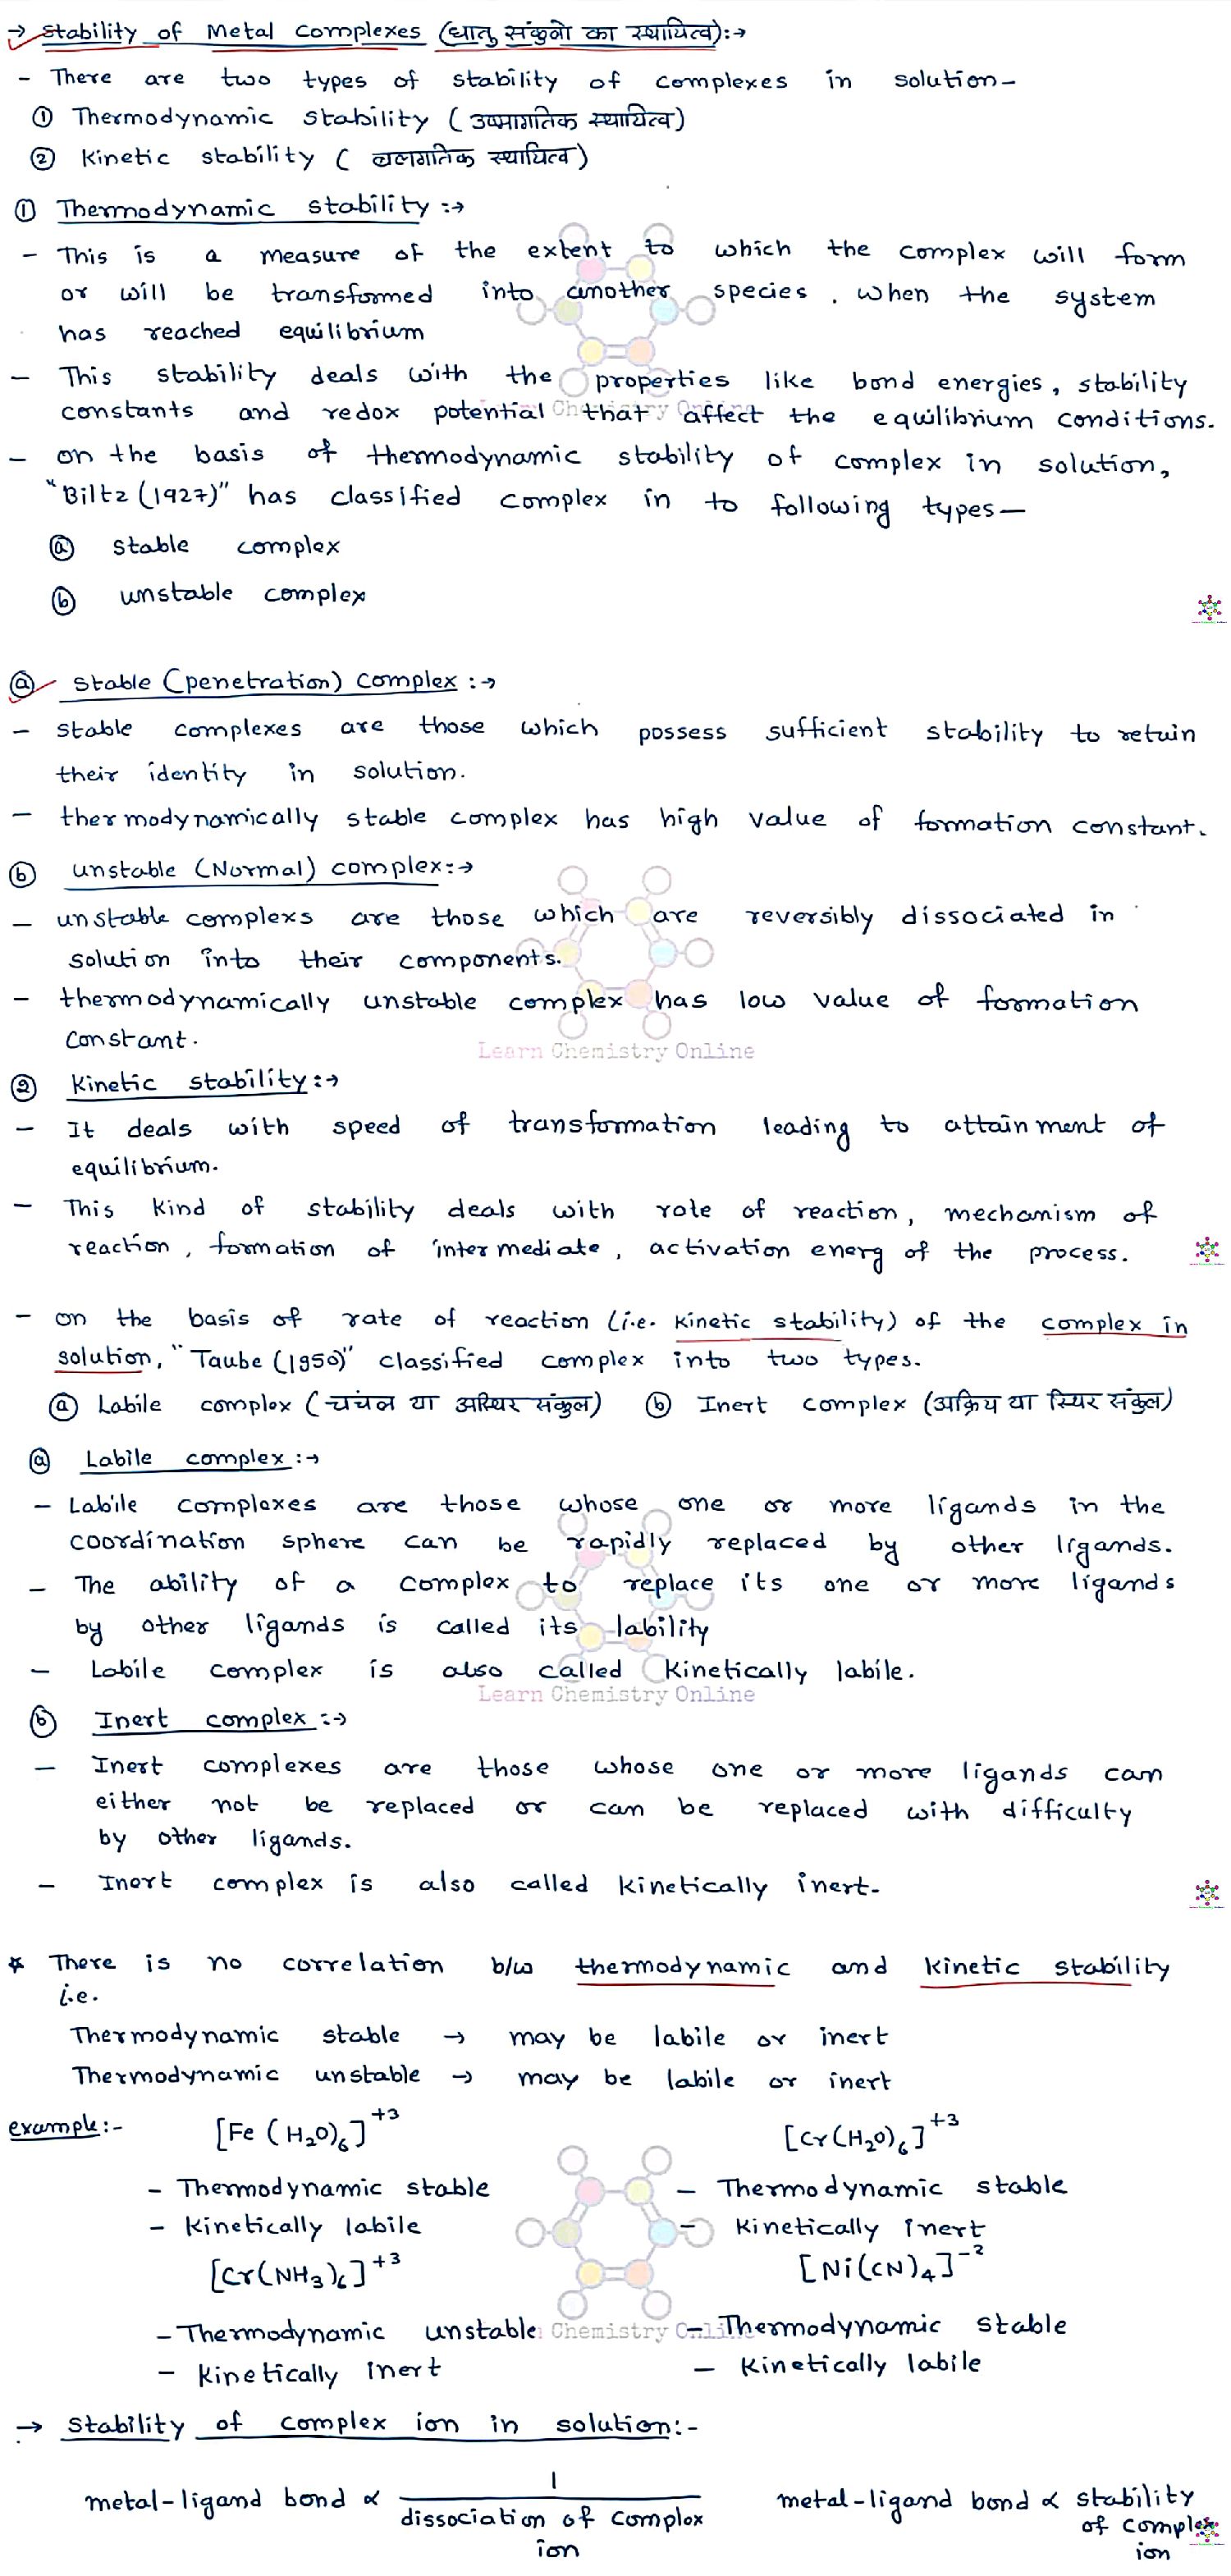 → Stability of Metal Complexes (धातु संकुलो का स्थायित्व):→
- There are two types of stability of complexes in solution-
① Thermodynamic stability (उष्मागतिक स्थायित्व)
② Kinetic stability (बलगतिक स्थायित्व)
① Thermodynamic stability :→
- This is a measure of the extent to which the complex will form
or will be transformed into another species. When the system
has reached equilibrium
- This stability deals with the properties like bond energies, stability
constants and redox potential that affect the equilibrium conditions.
- on the basis of thermodynamic stability of complex in solution,
"Biltz (1927)" has classified complex in to following types—
ⓐ stable complex
ⓑ unstable complex
ⓐ Stable (penetration) complex :→
- stable complexes are those which possess sufficient stability to retain
their identity in solution.
- thermodynamically stable complex has high value of formation constant.
ⓑ unstable (Normal) complex:→
- unstable complexs are those which are reversibly dissociated in
solution into their components.
- thermodynamically unstable complex has low value of formation
constant.
Learn Chemistry Online
② Kinetic stability:→
- It deals with speed of transformation leading to attainment of
equilibrium.
- This kind of stability deals with rate of reaction, mechanism of
reaction, formation of intermediate, activation energ of the process.
- on the basis of rate of reaction (i.e. Kinetic stability) of the complex in
solution, "Taube (1950)" classified complex into two types.
ⓐ Labile complex (चंचल या अस्थिर संकुल) ⓑ Inert complex (अक्रिय या स्थिर संकुल)
ⓐ Labile complex :→
- Labile complexes are those whose one or more ligands in the
coordination sphere can be rapidly replaced by other ligands.
- The ability of a complex to replace its one or more ligands
by other ligands is called its lability
- Labile complex is also called Kinetically labile.
Learn Chemistry Online
ⓑ Inert complex :→
- Inert complexes are those whose one or more ligands can
either not be replaced or can be replaced with difficulty
by other ligands.
- Inert complex is also called Kinetically inert.
* There is no correlation b/w thermodynamic and kinetic stability
i.e.
Thermodynamic stable → may be labile or inert
Thermodynamic unstable → may be labile or inert
example:- [Fe(H₂O)₆]⁺³ [Cr(H₂O)₆]⁺³
- Thermodynamic stable - Thermodynamic stable
- Kinetically labile - Kinetically inert
[Cr(NH₃)₆]⁺³ [Ni(CN)₄]⁻²
- Thermodynamic unstable - Thermodynamic stable
- Kinetically inert - Kinetically labile
→ Stability of complex ion in solution:-
metal-ligand bond ∝ 1 / dissociation of complex ion metal-ligand bond ∝ stability of complex ion